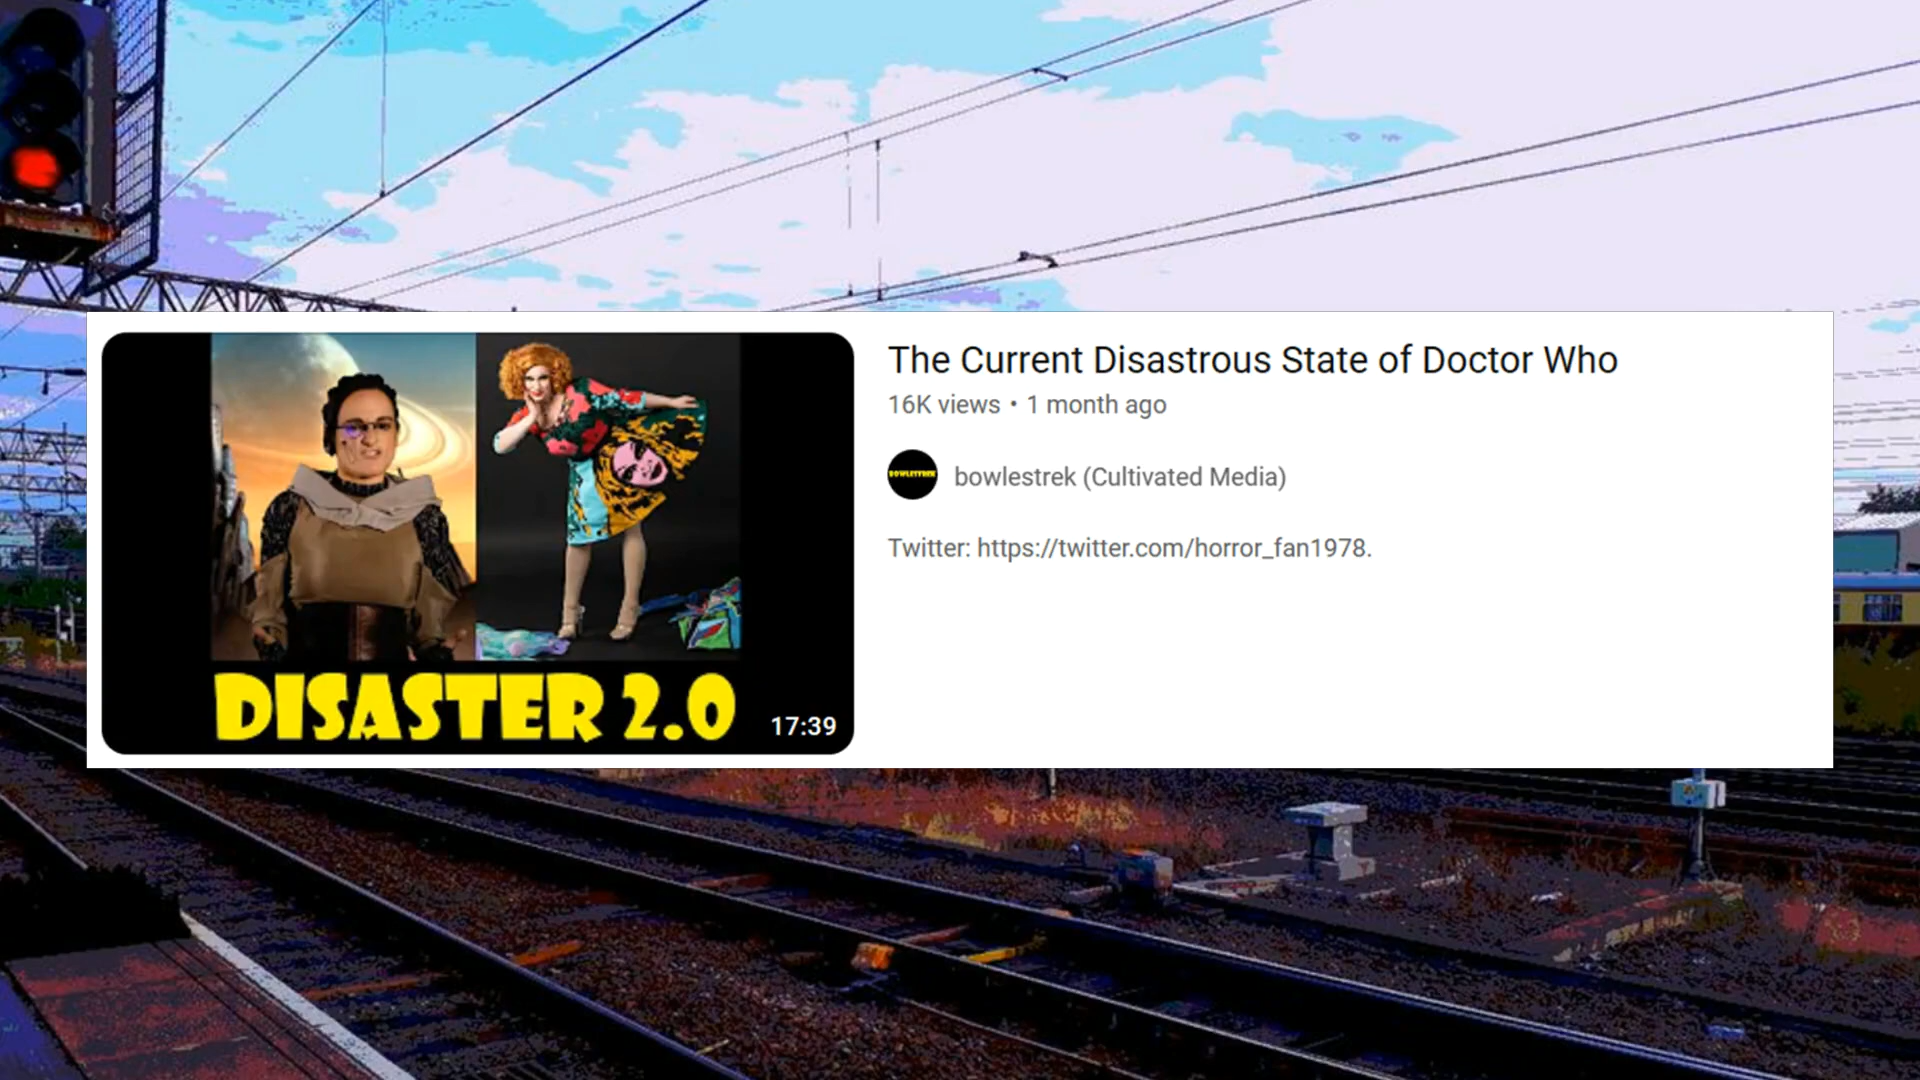 The Current Disastrous State of Doctor Who
16K views • 1 month ago
BOWLESTREK
bowlestrek (Cultivated Media)
Twitter: https://twitter.com/horror_fan1978.
DISASTER 2.0
17:39